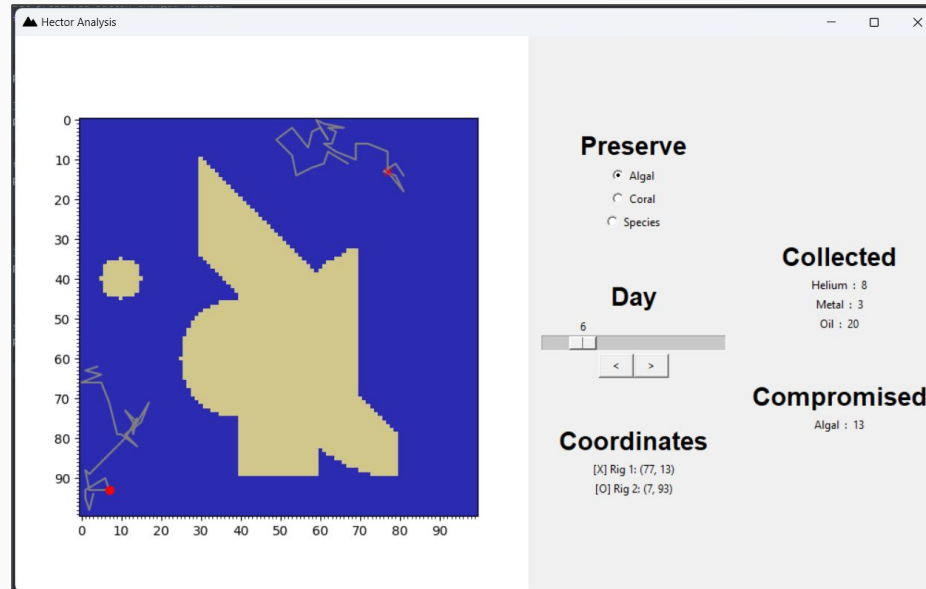 Hector Analysis
0
10
20
30
40
50
60
70
80
90
0 10 20 30 40 50 60 70 80 90
Preserve
Algal
Coral
Species
Day
6
< >
Coordinates
[X] Rig 1: (77, 13)
[O] Rig 2: (7, 93)
Collected
Helium : 8
Metal : 3
Oil : 20
Compromised
Algal : 13